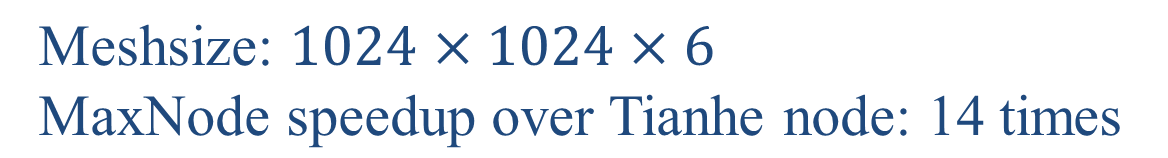 Meshsize: 1024 × 1024 × 6
MaxNode speedup over Tianhe node: 14 times